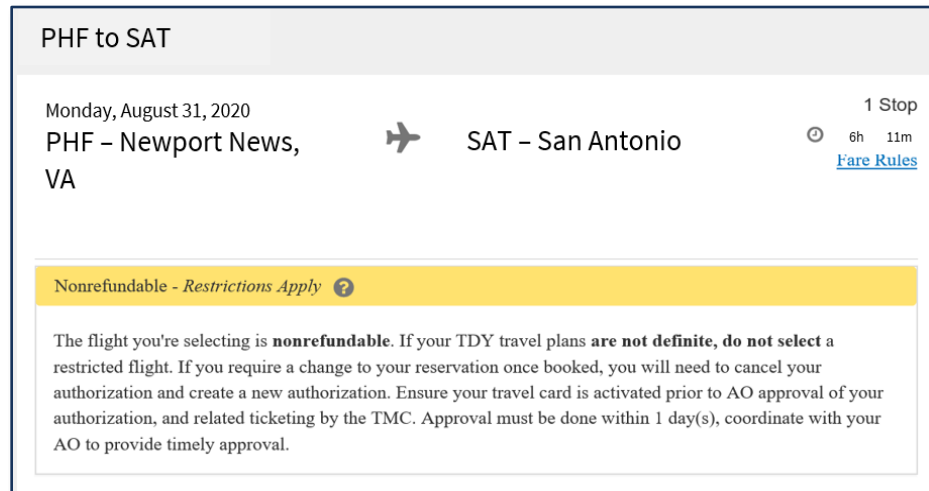 PHF to SAT
Monday, August 31, 2020
PHF – Newport News,
VA
SAT – San Antonio
1 Stop
6h 11m
Fare Rules
Nonrefundable - Restrictions Apply ?
The flight you're selecting is nonrefundable. If your TDY travel plans are not definite, do not select a
restricted flight. If you require a change to your reservation once booked, you will need to cancel your
authorization and create a new authorization. Ensure your travel card is activated prior to AO approval of your
authorization, and related ticketing by the TMC. Approval must be done within 1 day(s), coordinate with your
AO to provide timely approval.